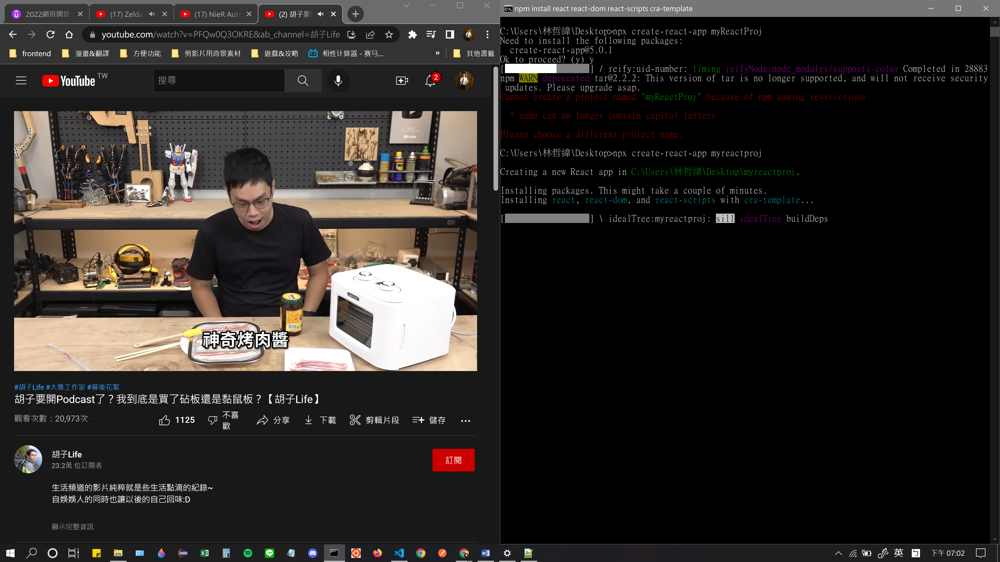 2022網頁開發
(17) Zelda
(17) NieR Auto
(2) 胡子要
youtube.com/watch?v=PFQw0Q3OKRE&ab_channel=胡子Life
frontend
漫畫&翻譯
方便功能
剪影片用背景素材
遊戲&攻略
相性计算器 - 赛马...
»
其他書籤
YouTube TW
搜尋
2
神奇烤肉醬
#胡子Life #大雅工作室 #幕後花絮
胡子要開Podcast了？我到底是買了砧板還是黏鼠板？【胡子Life】
觀看次數：20,973次...
1125
不喜歡
分享
下載
剪輯片段
儲存
胡子Life
23.2萬 位訂閱者
訂閱
生活頻道的影片純粹就是些生活點滴的紀錄~
自娛娛人的同時也讓以後的自己回味:D
顯示完整資訊
npm install react react-dom react-scripts cra-template
C:\Users\林哲緯\Desktop>npx create-react-app myReactProj
Need to install the following packages:
create-react-app@5.0.1
Ok to proceed? (y) y
[ ] / reify:uid-number: timing reifyNode:node_modules/supports-color Completed in 28883
npm WARN deprecated tar@2.2.2: This version of tar is no longer supported, and will not receive security
updates. Please upgrade asap.
Cannot create a project named "myReactProj" because of npm naming restrictions:
* name can no longer contain capital letters
Please choose a different project name.
C:\Users\林哲緯\Desktop>npx create-react-app myreactproj
Creating a new React app in C:\Users\林哲緯\Desktop\myreactproj.
Installing packages. This might take a couple of minutes.
Installing react, react-dom, and react-scripts with cra-template...
[ ] \ idealTree:myreactproj: sill idealTree buildDeps
英
下午 07:02